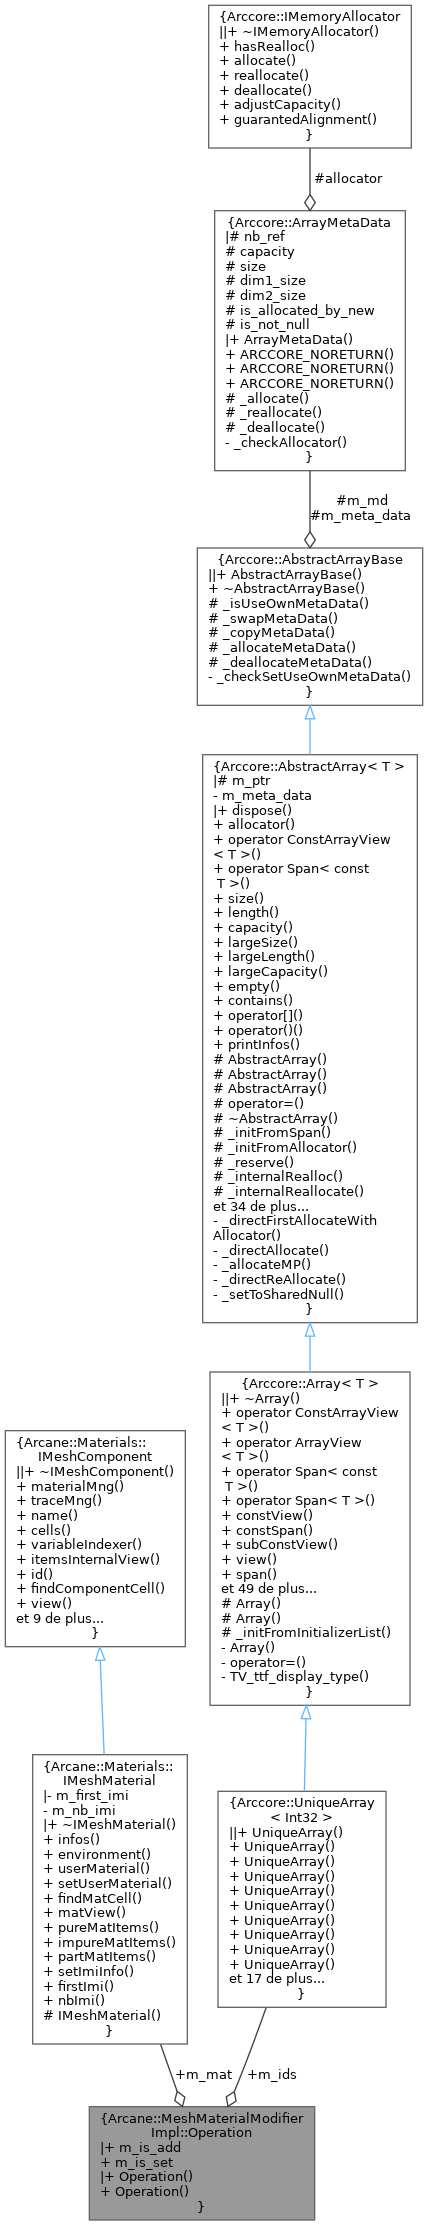 {Arccore::IMemoryAllocator
||+ ~IMemoryAllocator()
+ hasRealloc()
+ allocate()
+ reallocate()
+ deallocate()
+ adjustCapacity()
+ guarantedAlignment()
}
#allocator
{Arccore::ArrayMetaData
|# nb_ref
# capacity
# size
# dim1_size
# dim2_size
# is_allocated_by_new
# is_not_null
|+ ArrayMetaData()
+ ARCCORE_NORETURN()
+ ARCCORE_NORETURN()
+ ARCCORE_NORETURN()
# _allocate()
# _reallocate()
# _deallocate()
- _checkAllocator()
}
#m_md
#m_meta_data
{Arccore::AbstractArrayBase
||+ AbstractArrayBase()
+ ~AbstractArrayBase()
# _isUseOwnMetaData()
# _swapMetaData()
# _copyMetaData()
# _allocateMetaData()
# _deallocateMetaData()
- _checkSetUseOwnMetaData()
}
{Arccore::AbstractArray< T >
|# m_ptr
- m_meta_data
|+ dispose()
+ allocator()
+ operator ConstArrayView
< T >()
+ operator Span< const
T >()
+ size()
+ length()
+ capacity()
+ largeSize()
+ largeLength()
+ largeCapacity()
+ empty()
+ contains()
+ operator[]()
+ operator()()
+ printInfos()
# AbstractArray()
# AbstractArray()
# AbstractArray()
# operator=()
# ~AbstractArray()
# _initFromSpan()
# _initFromAllocator()
# _reserve()
# _internalRealloc()
# _internalReallocate()
et 34 de plus...
- _directFirstAllocateWith
Allocator()
- _directAllocate()
- _allocateMP()
- _directReAllocate()
- _setToSharedNull()
}
{Arccore::Array< T >
||+ ~Array()
+ operator ConstArrayView
< T >()
+ operator ArrayView
< T >()
+ operator Span< const
T >()
+ operator Span< T >()
+ constView()
+ constSpan()
+ subConstView()
+ view()
+ span()
et 49 de plus...
# Array()
# Array()
# _initFromInitializerList()
- Array()
- operator=()
- TV_ttf_display_type()
}
{Arcane::Materials::
IMeshComponent
||+ ~IMeshComponent()
+ materialMng()
+ traceMng()
+ name()
+ cells()
+ variableIndexer()
+ itemsInternalView()
+ id()
+ findComponentCell()
+ view()
et 9 de plus...
}
{Arcane::Materials::
IMeshMaterial
|- m_first_imi
- m_nb_imi
|+ ~IMeshMaterial()
+ infos()
+ environment()
+ userMaterial()
+ setUserMaterial()
+ findMatCell()
+ matView()
+ pureMatItems()
+ impureMatItems()
+ partMatItems()
+ setImiInfo()
+ firstImi()
+ nbImi()
# IMeshMaterial()
}
{Arccore::UniqueArray
< Int32 >
||+ UniqueArray()
+ UniqueArray()
+ UniqueArray()
+ UniqueArray()
+ UniqueArray()
+ UniqueArray()
+ UniqueArray()
+ UniqueArray()
+ UniqueArray()
+ UniqueArray()
et 17 de plus...
}
+m_mat
+m_ids
{Arcane::MeshMaterialModifier
Impl::Operation
|+ m_is_add
+ m_is_set
|+ Operation()
+ Operation()
}